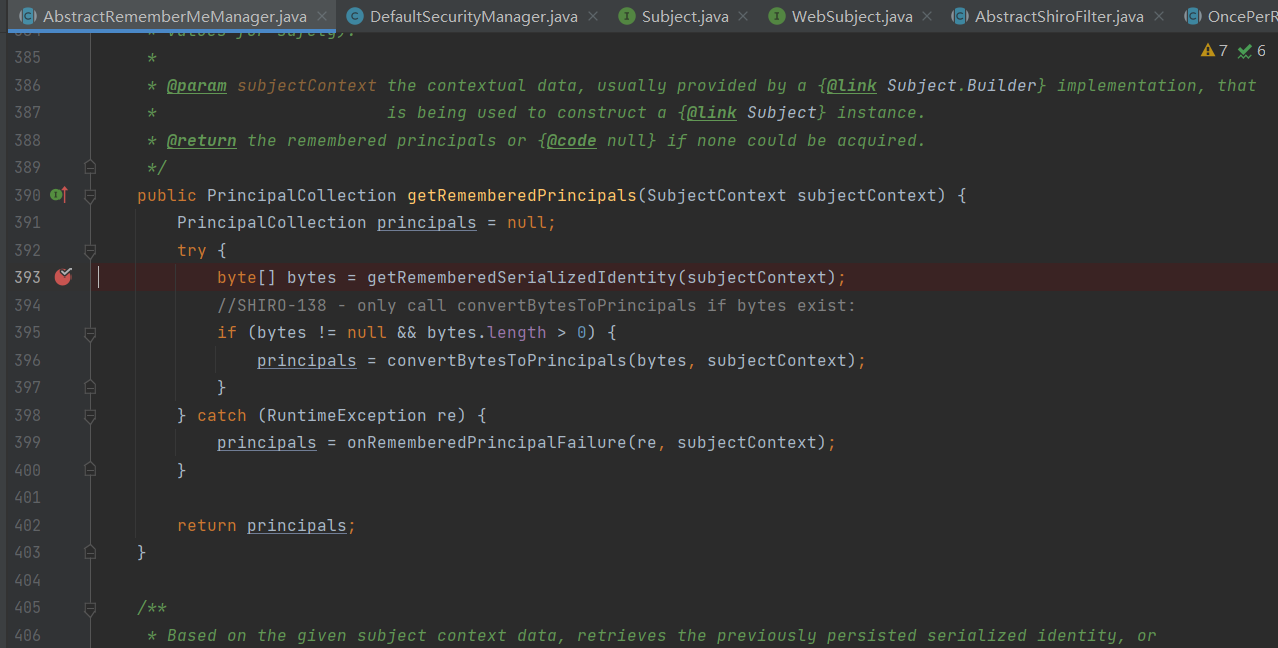 AbstractRememberMeManager.java DefaultSecurityManager.java Subject.java WebSubject.java AbstractShiroFilter.java OncePerR
7 6
385 *
386 * @param subjectContext the contextual data, usually provided by a {@link Subject.Builder} implementation, that
387 * is being used to construct a {@link Subject} instance.
388 * @return the remembered principals or {@code null} if none could be acquired.
389 */
390 public PrincipalCollection getRememberedPrincipals(SubjectContext subjectContext) {
391 PrincipalCollection principals = null;
392 try {
393 byte[] bytes = getRememberedSerializedIdentity(subjectContext);
394 //SHIRO-138 - only call convertBytesToPrincipals if bytes exist:
395 if (bytes != null && bytes.length > 0) {
396 principals = convertBytesToPrincipals(bytes, subjectContext);
397 }
398 } catch (RuntimeException re) {
399 principals = onRememberedPrincipalFailure(re, subjectContext);
400 }
401
402 return principals;
403 }
404
405 /**
406 * Based on the given subject context data, retrieves the previously persisted serialized identity, or